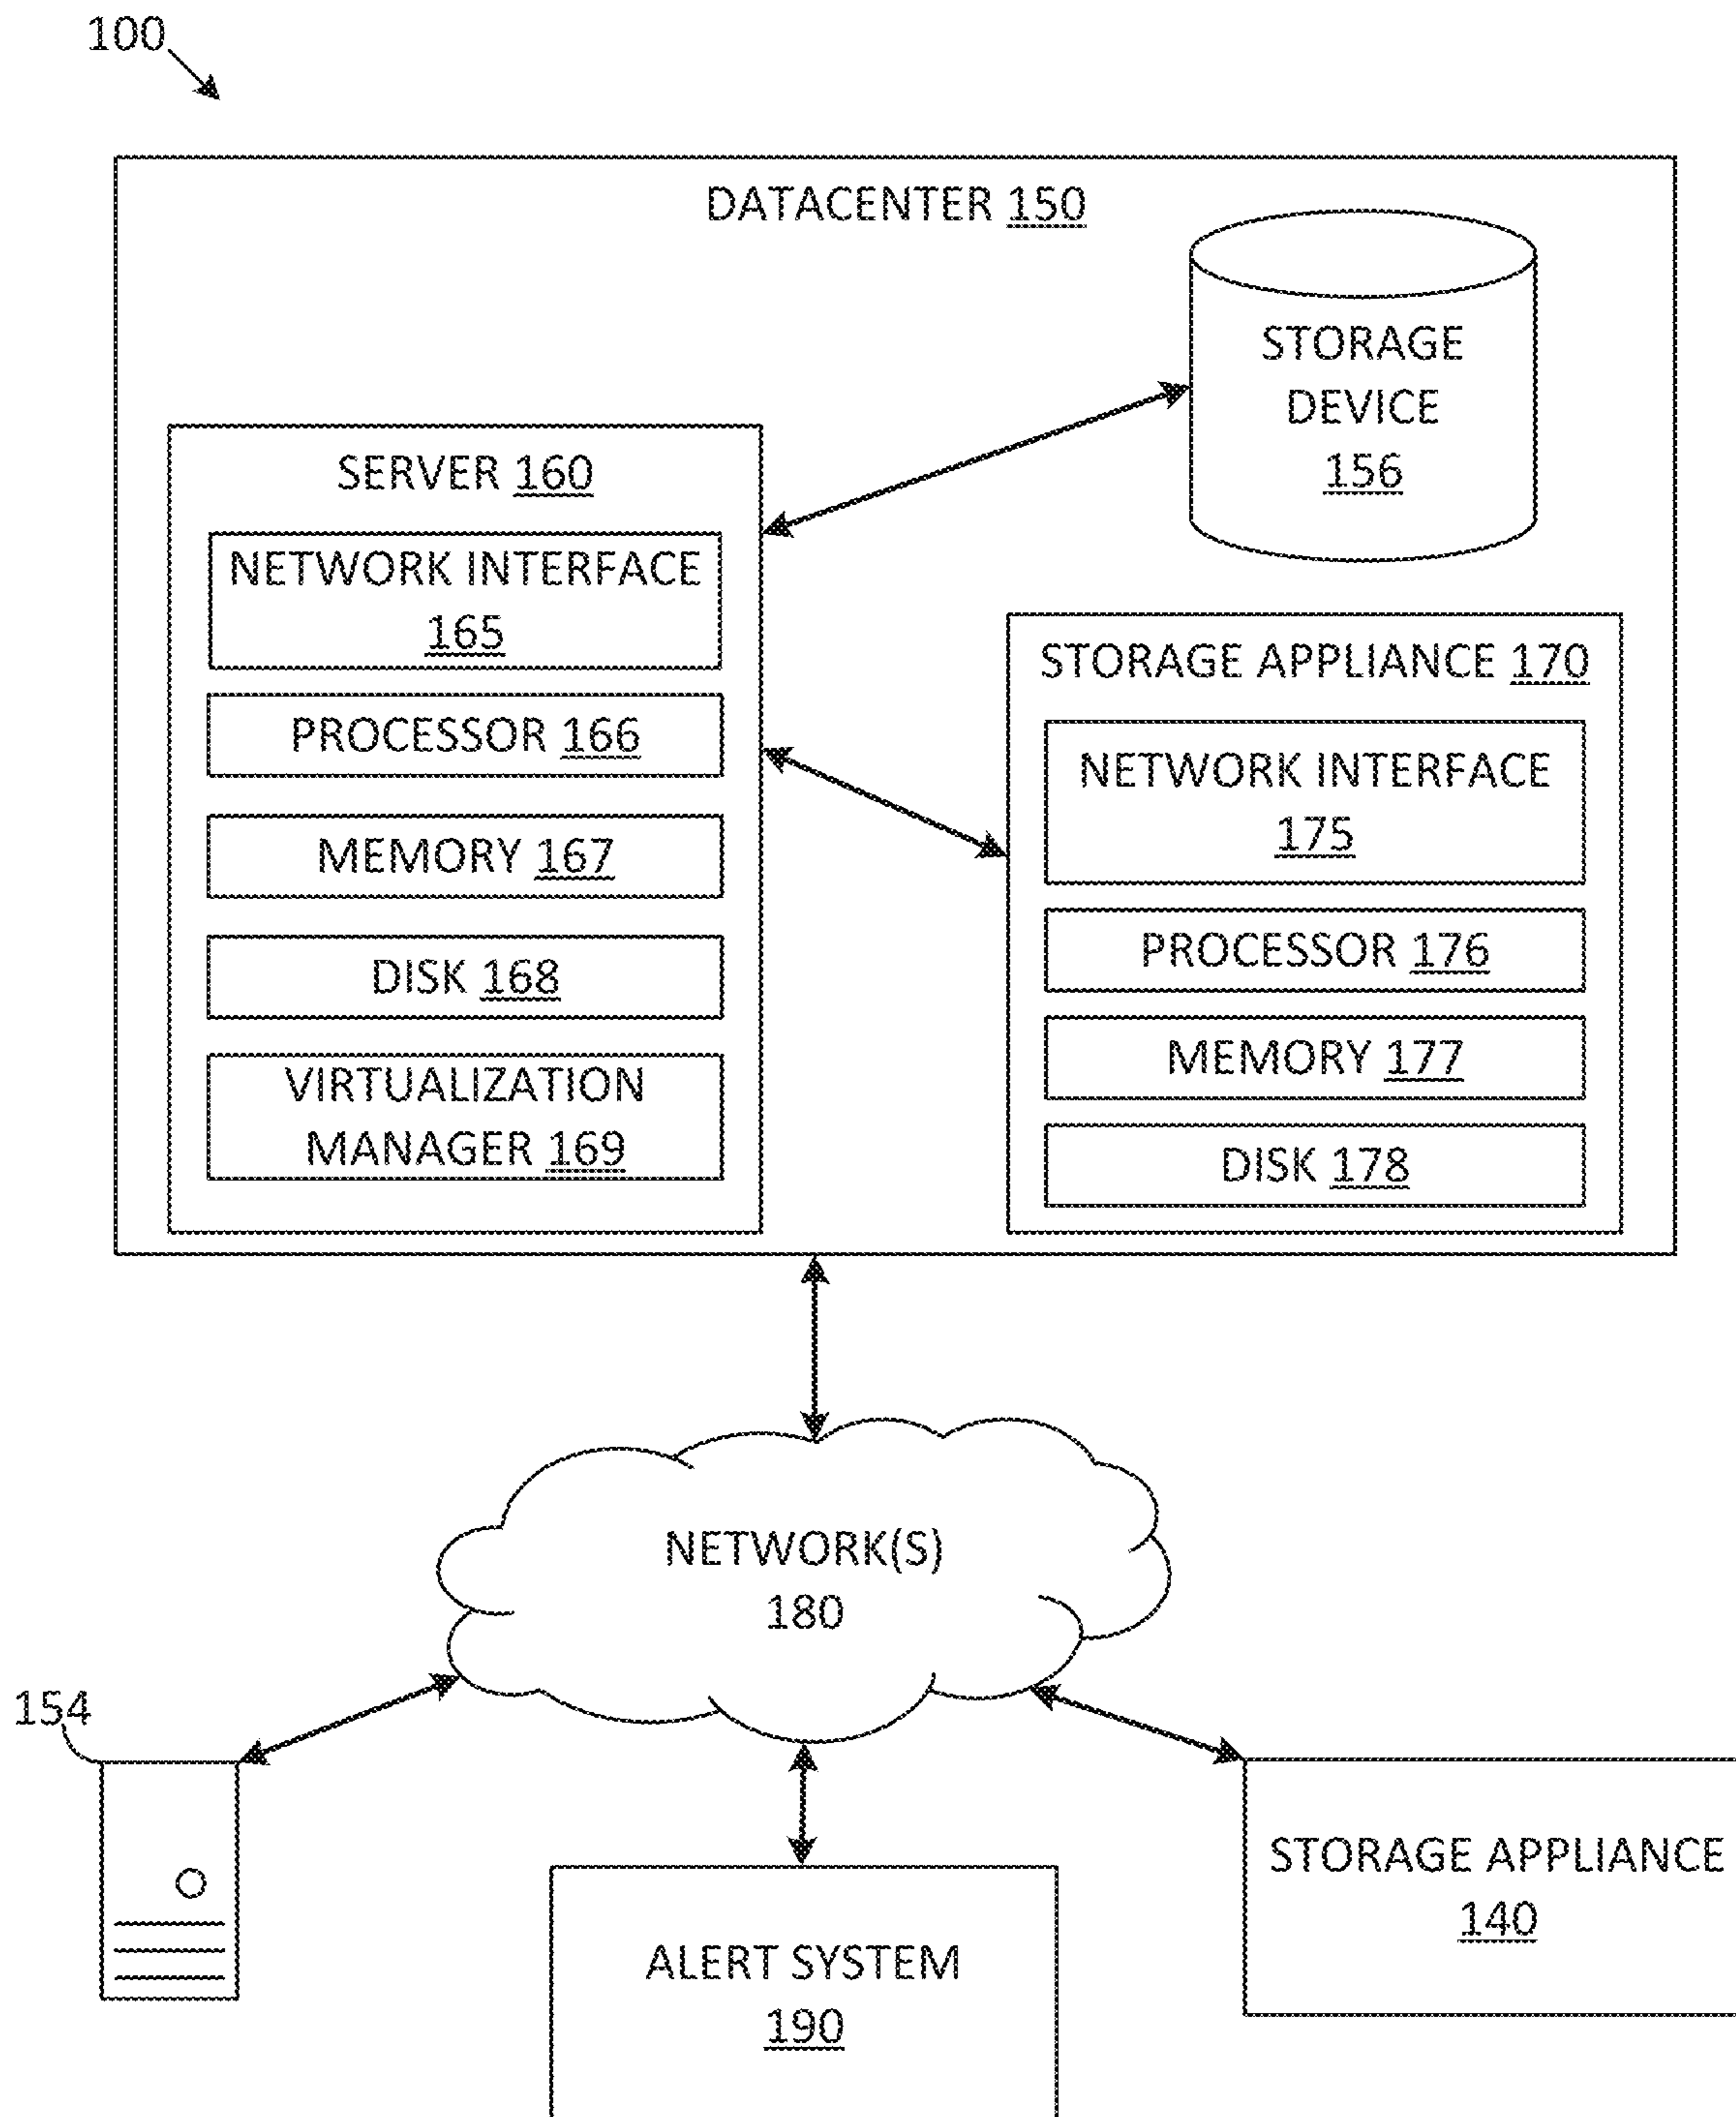 100
DATACENTER 150
STORAGE
DEVICE
156
SERVER 160
NETWORK INTERFACE
165
PROCESSOR 166
MEMORY 167
DISK 168
VIRTUALIZATION
MANAGER 169
STORAGE APPLIANCE 170
NETWORK INTERFACE
175
PROCESSOR 176
MEMORY 177
DISK 178
NETWORK(S)
180
154
ALERT SYSTEM
190
STORAGE APPLIANCE
140